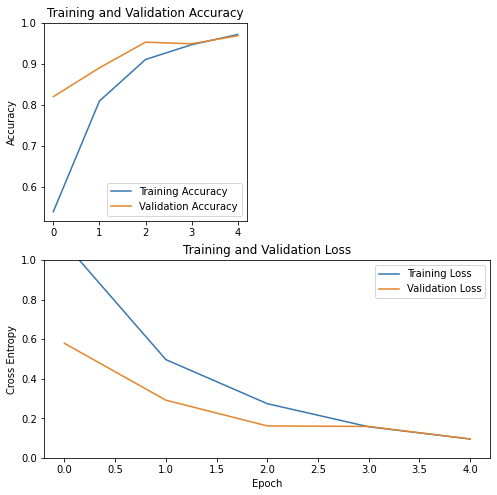 Training and Validation Accuracy
1.0
0.9
0.8
0.7
0.6
Accuracy
Training Accuracy
Validation Accuracy
0 1 2 3 4
Training and Validation Loss
1.0
0.8
0.6
0.4
0.2
0.0
Cross Entropy
Training Loss
Validation Loss
0.0 0.5 1.0 1.5 2.0 2.5 3.0 3.5 4.0
Epoch